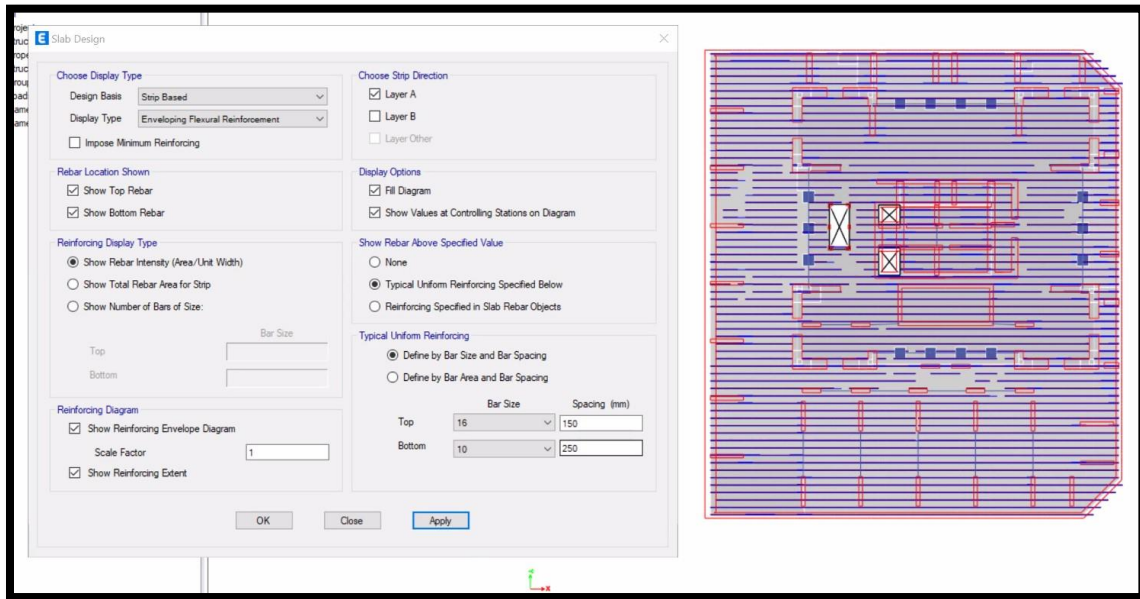 Slab Design
Choose Display Type
Design Basis Strip Based
Display Type Enveloping Flexural Reinforcement
Impose Minimum Reinforcing
Rebar Location Shown
Show Top Rebar
Show Bottom Rebar
Reinforcing Display Type
Show Rebar Intensity (Area/Unit Width)
Show Total Rebar Area for Strip
Show Number of Bars of Size:
Bar Size
Top
Bottom
Reinforcing Diagram
Show Reinforcing Envelope Diagram
Scale Factor 1
Show Reinforcing Extent
Choose Strip Direction
Layer A
Layer B
Layer Other
Display Options
Fill Diagram
Show Values at Controlling Stations on Diagram
Show Rebar Above Specified Value
None
Typical Uniform Reinforcing Specified Below
Reinforcing Specified in Slab Rebar Objects
Typical Uniform Reinforcing
Define by Bar Size and Bar Spacing
Define by Bar Area and Bar Spacing
Bar Size Spacing (mm)
Top 16 150
Bottom 10 250
OK Close Apply
X